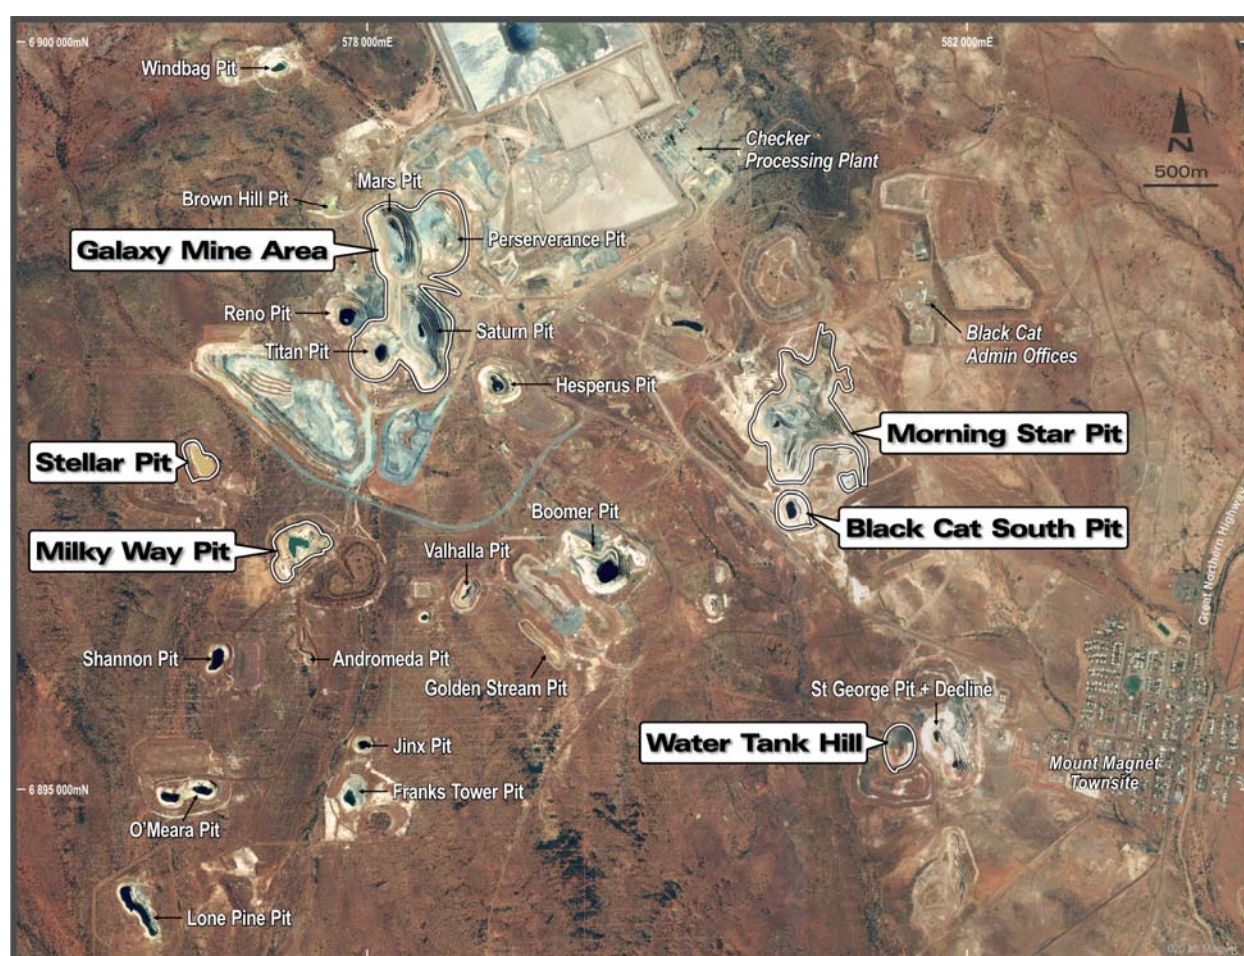 6 900 000mN
578 000mE
582 000mE
Windbag Pit
Checker
Processing Plant
500m
Mars Pit
Brown Hill Pit
Perserverance Pit
Galaxy Mine Area
Reno Pit
Saturn Pit
Titan Pit
Black Cat
Admin Offices
Hesperus Pit
Morning Star Pit
Stellar Pit
Boomer Pit
Black Cat South Pit
Milky Way Pit
Valhalla Pit
Great Northern Highway
Shannon Pit
Andromeda Pit
Golden Stream Pit
St George Pit + Decline
Water Tank Hill
Jinx Pit
Mount Magnet
Townsite
6 895 000mN
Franks Tower Pit
O'Meara Pit
Lone Pine Pit